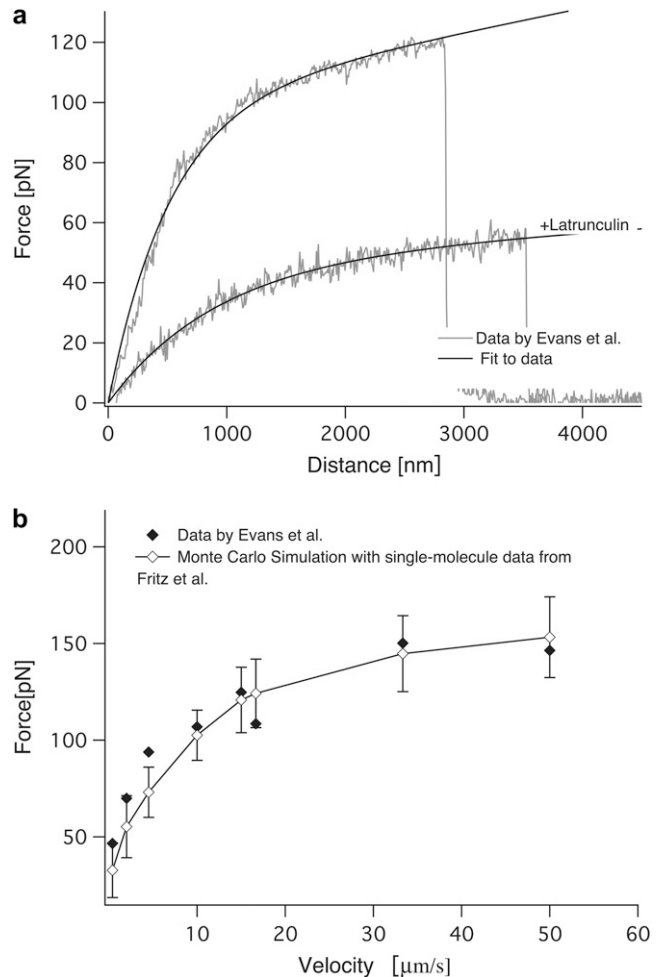 a
120
100
80
60
40
20
0
Force [pN]
+Latrunculin
Data by Evans et al.
Fit to data
0 1000 2000 3000 4000
Distance [nm]
b
Data by Evans et al.
Monte Carlo Simulation with single-molecule data from
Fritz et al.
200
150
100
50
Force[pN]
10 20 30 40 50 60
Velocity [μm/s]